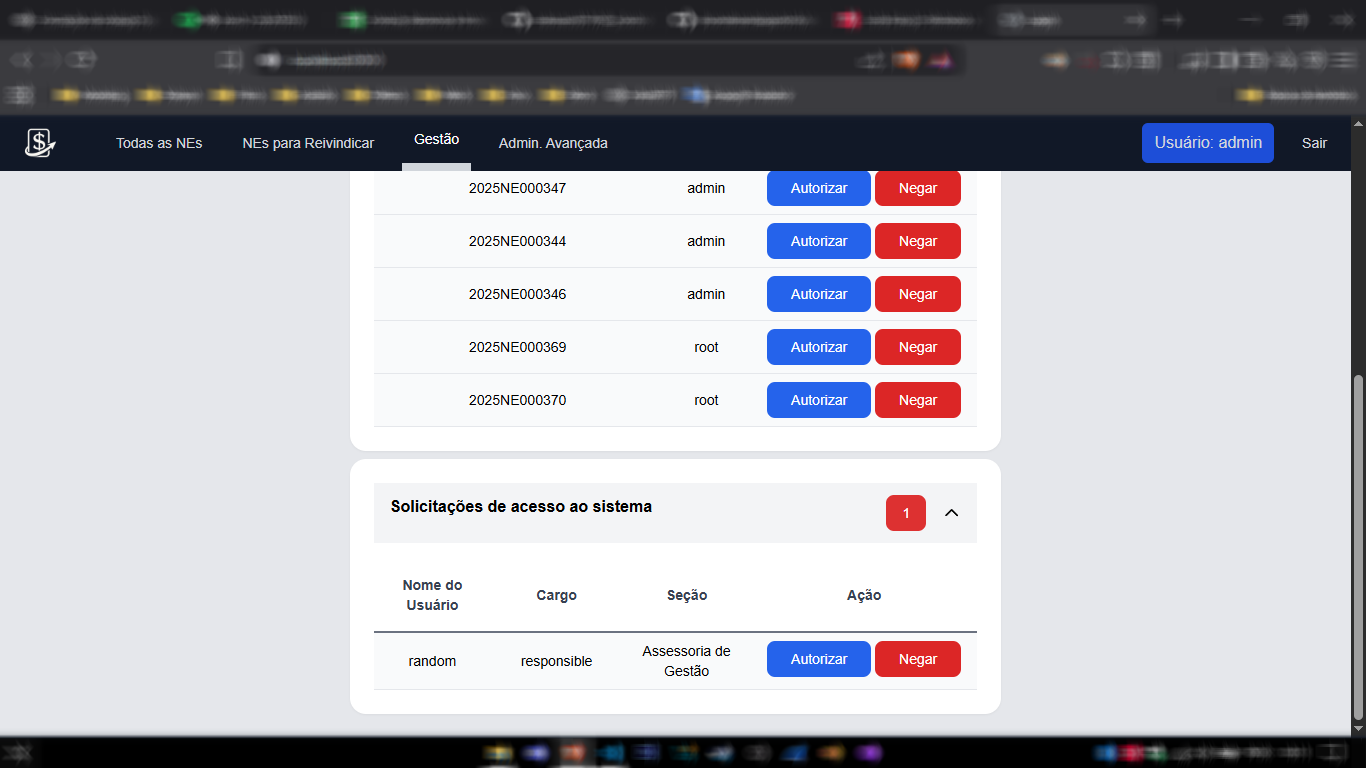 Todas as NEs NEs para Reivindicar Gestão Admin. Avançada Usuário: admin Sair
2025NE000347 admin Autorizar Negar
2025NE000344 admin Autorizar Negar
2025NE000346 admin Autorizar Negar
2025NE000369 root Autorizar Negar
2025NE000370 root Autorizar Negar
Solicitações de acesso ao sistema 1
Nome do Usuário Cargo Seção Ação
random responsible Assessoria de Gestão Autorizar Negar